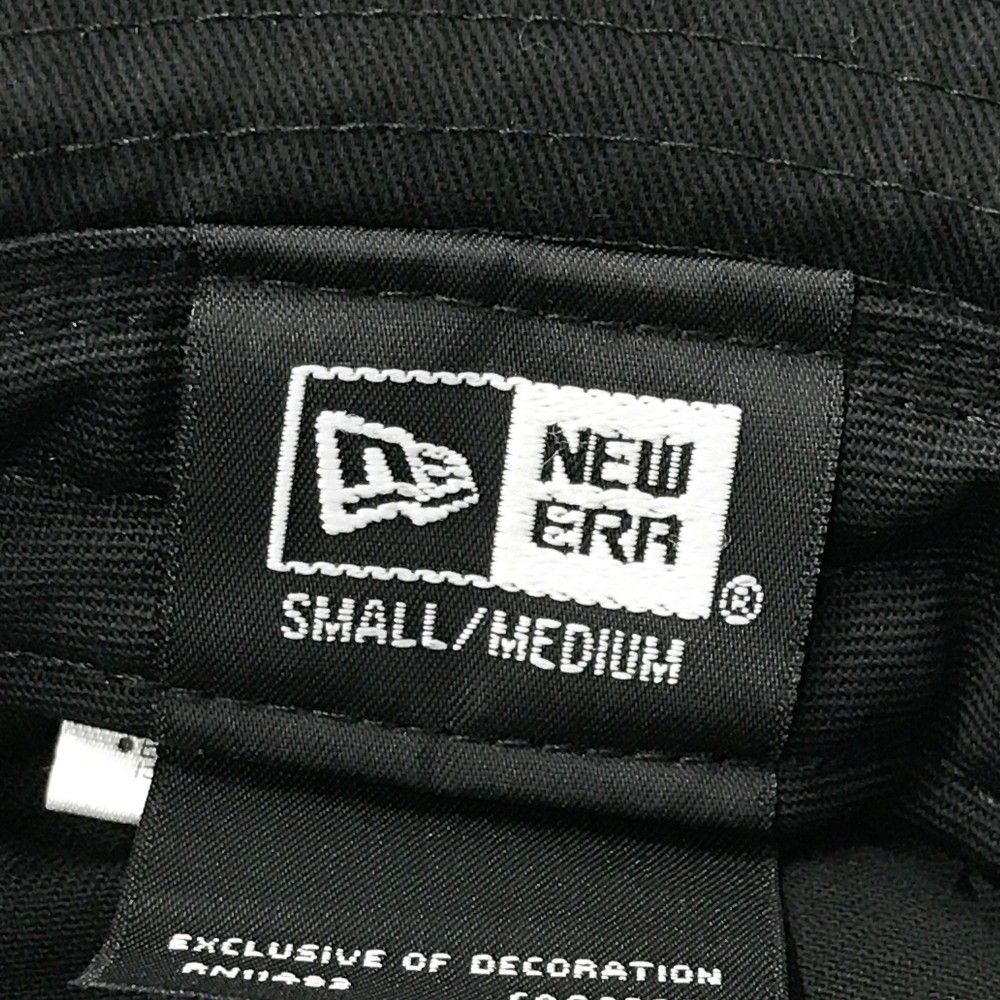 NEW
ERA
®
SMALL/MEDIUM
EXCLUSIVE OF DECORATION